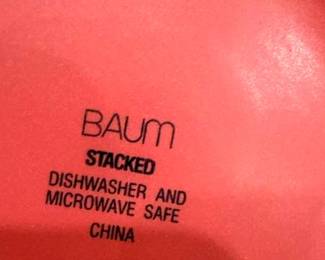 BAUM
STACKED
DISHWASHER AND
MICROWAVE SAFE
CHINA